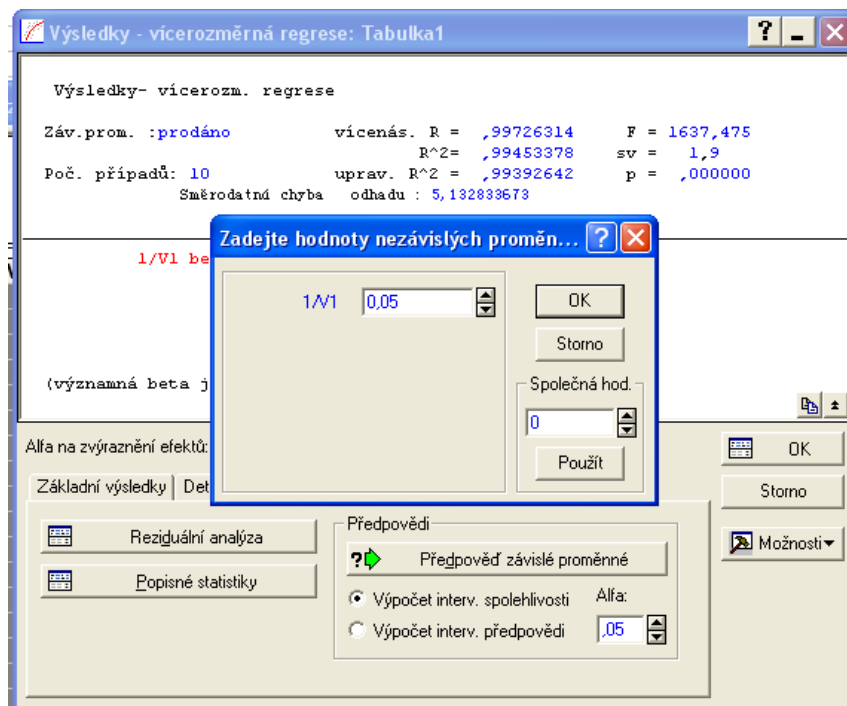 Výsledky - vícerozměrná regrese: Tabulka1
Výsledky- vícerozm. regrese
Záv.prom. :prodáno vícenás. R = ,99726314 F = 1637,475
R^2= ,99453378 sv = 1,9
Poč. případů: 10 uprav. R^2 = ,99392642 p = ,000000
Směrodatná chyba odhadu : 5,132833673
Zadejte hodnoty nezávislých proměn...
1/V1 be
1/V1 0,05
OK
Storno
(významná beta j
Společná hod.
0
Použít
Alfa na zvýraznění efektů:
OK
Základní výsledky Det
Storno
Reziduální analýza
Předpovědi
Možnosti
Předpověď závislé proměnné
Popisné statistiky
Výpočet interv. spolehlivosti Alfa:
Výpočet interv. předpovědi ,05